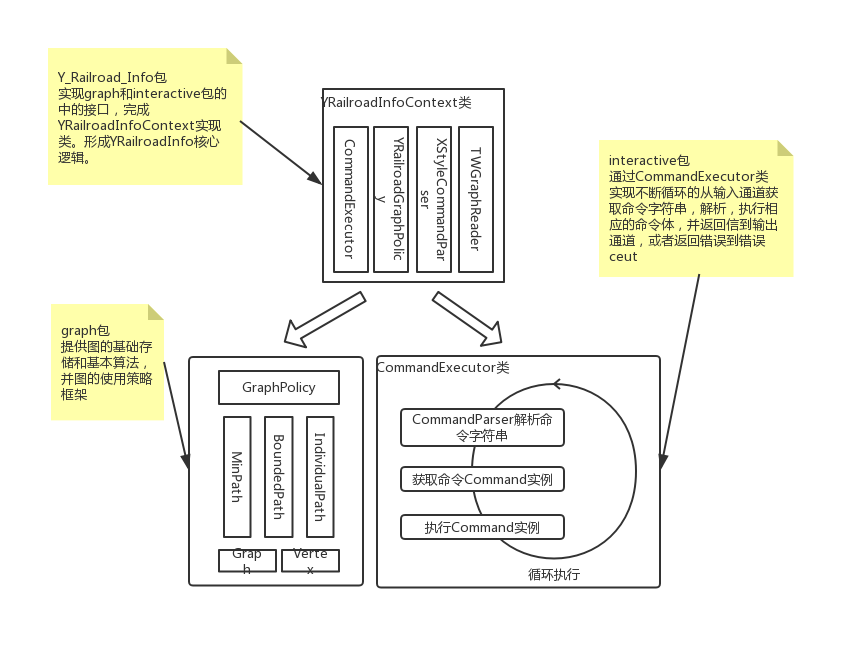 Y_Railroad_Info包
实现graph和interactive包的
中的接口，完成
YRailroadInfoContext实现
类。形成YRailroadInfo核心
逻辑。
YRailroadInfoContext类
CommandExecutor
YRailroadGraphPolic
y
XStyleCommandPar
ser
TWGraphReader
interactive包
通过CommandExecutor类
实现不断循环的从输入通道获
取命令字符串，解析，执行相
应的命令体，并返回信到输出
通道，或者返回错误到错误
ceut
graph包
提供图的基础存
储和基本算法，
并图的使用策略
框架
GraphPolicy
MinPath
BoundedPath
IndividualPath
Grap
h
Verte
x
CommandExecutor类
CommandParser解析命
令字符串
获取命令Command实例
执行Command实例
循环执行